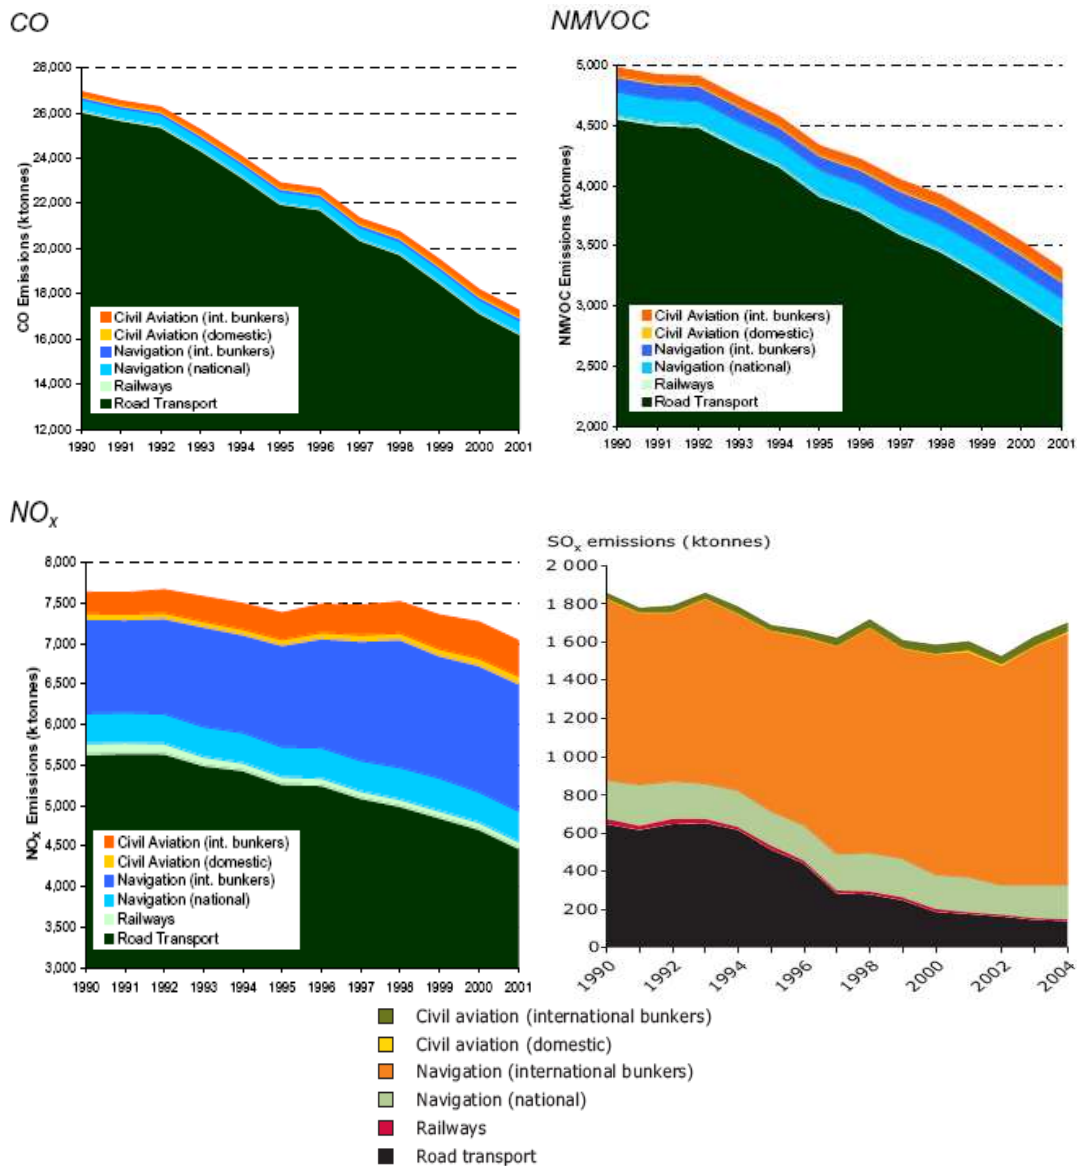 CO
28,000
26,000
24,000
22,000
20,000
18,000
16,000
14,000
12,000
CO Emissions (ktonnes)
Civil Aviation (int. bunkers)
Civil Aviation (domestic)
Navigation (int. bunkers)
Navigation (national)
Railways
Road Transport
1990 1991 1992 1993 1994 1995 1996 1997 1998 1999 2000 2001
NMVOC
5,000
4,500
4,000
3,500
3,000
2,500
2,000
NMVOC Emissions (ktonnes)
Civil Aviation (int. bunkers)
Civil Aviation (domestic)
Navigation (int. bunkers)
Navigation (national)
Railways
Road Transport
1990 1991 1992 1993 1994 1995 1996 1997 1998 1999 2000 2001
NOx
8,000
7,500
7,000
6,500
6,000
5,500
5,000
4,500
4,000
3,500
3,000
NOx Emissions (ktonnes)
Civil Aviation (int. bunkers)
Civil Aviation (domestic)
Navigation (int. bunkers)
Navigation (national)
Railways
Road Transport
1990 1991 1992 1993 1994 1995 1996 1997 1998 1999 2000 2001
SOx emissions (ktonnes)
2 000
1 800
1 600
1 400
1 200
1 000
800
600
400
200
0
1990 1992 1994 1996 1998 2000 2002 2004
Civil aviation (international bunkers)
Civil aviation (domestic)
Navigation (international bunkers)
Navigation (national)
Railways
Road transport